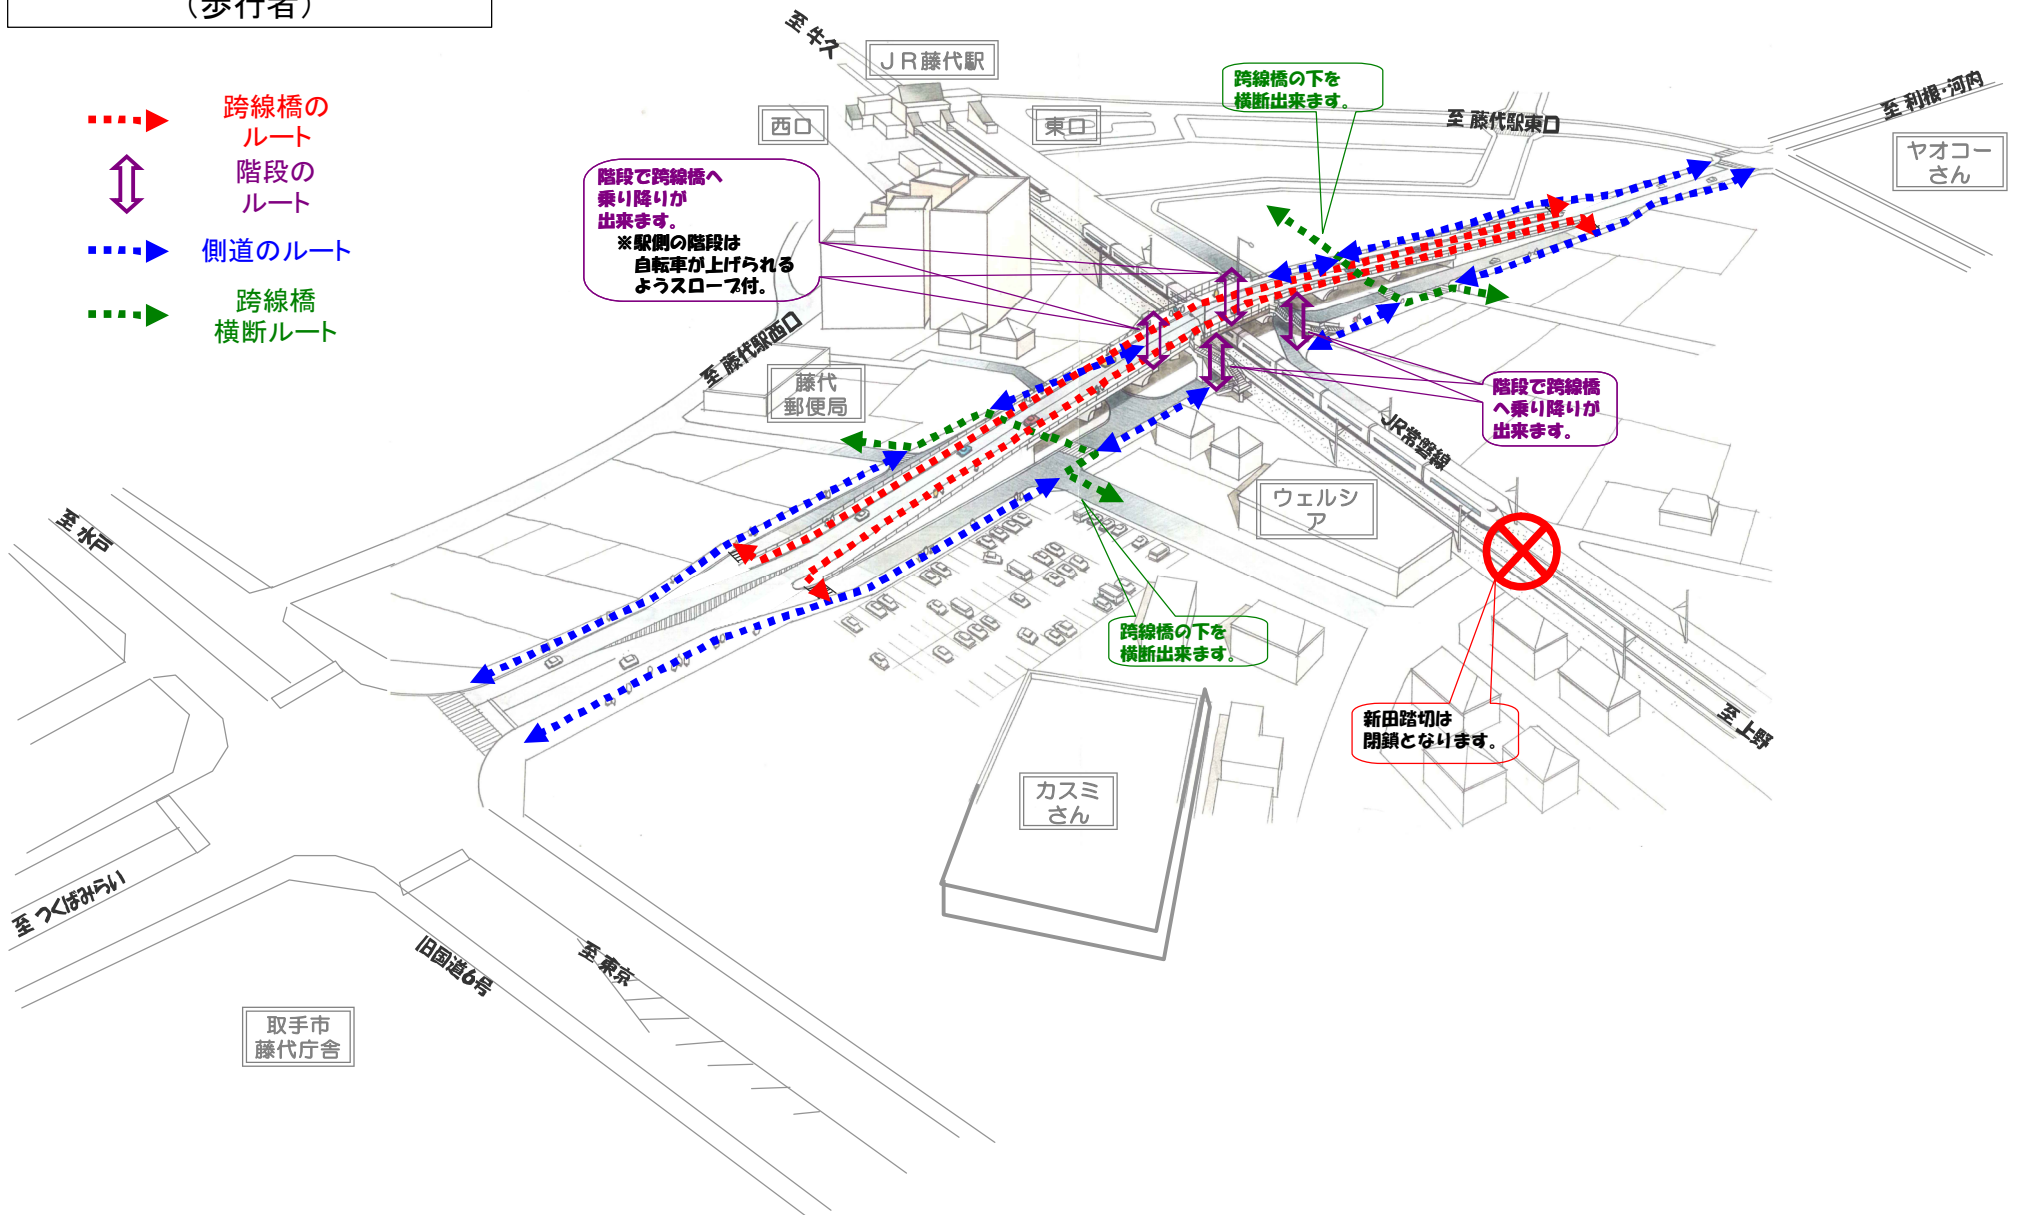 （歩行者）
跨線橋の
ルート
階段の
ルート
側道のルート
跨線橋
横断ルート
至 牛久
ＪＲ藤代駅
西口
東口
跨線橋の下を
横断出来ます。
至 藤代駅東口
至 利根・河内
ヤオコー
さん
階段で跨線橋へ
乗り降りが
出来ます。
※駅側の階段は
自転車が上げられる
ようスロープ付。
至 藤代駅西口
藤代
郵便局
階段で跨線橋
へ乗り降りが
出来ます。
JR常磐線
ウェルシ
ア
至 水戸
跨線橋の下を
横断出来ます。
新田踏切は
閉鎖となります。
至 上野
カスミ
さん
至 つくばみらい
旧国道6号
至 東京
取手市
藤代庁舎